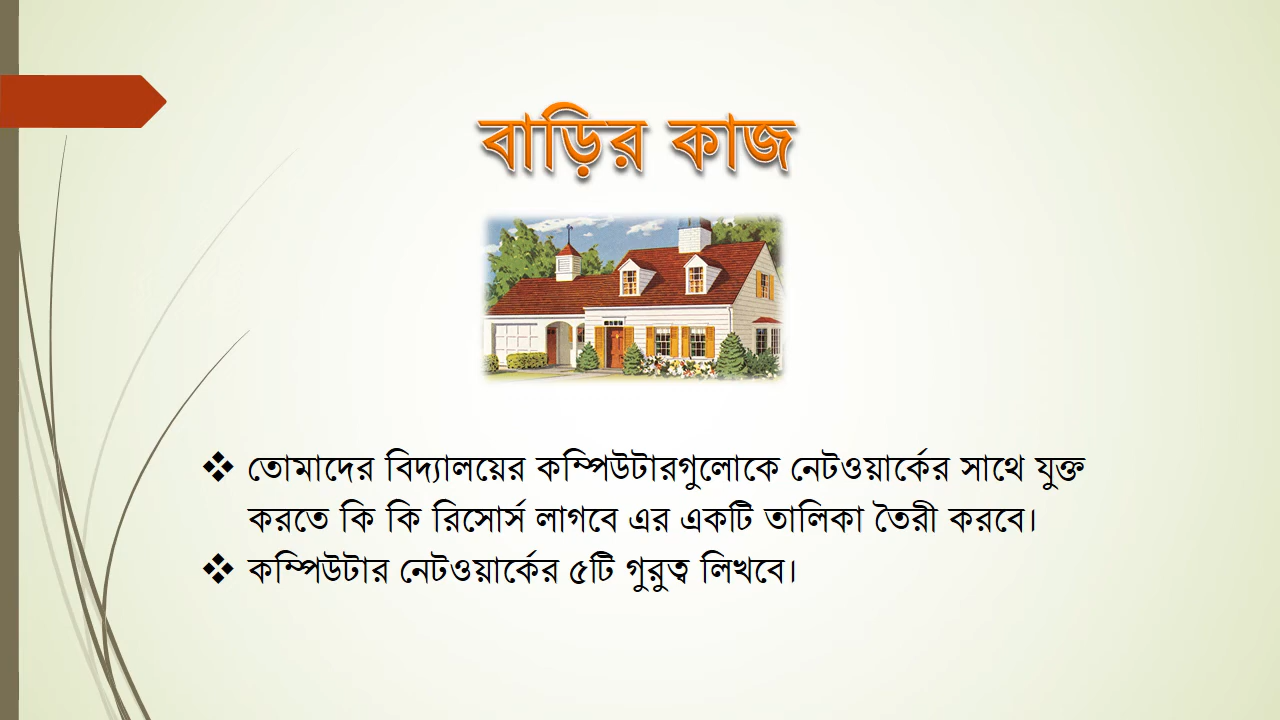 বাড়ির কাজ
❖ তোমাদের বিদ্যালয়ের কম্পিউটারগুলোকে নেটওয়ার্কের সাথে যুক্ত
করতে কি কি রিসোর্স লাগবে এর একটি তালিকা তৈরী করবে।
❖ কম্পিউটার নেটওয়ার্কের ৫টি গুরুত্ব লিখবে।